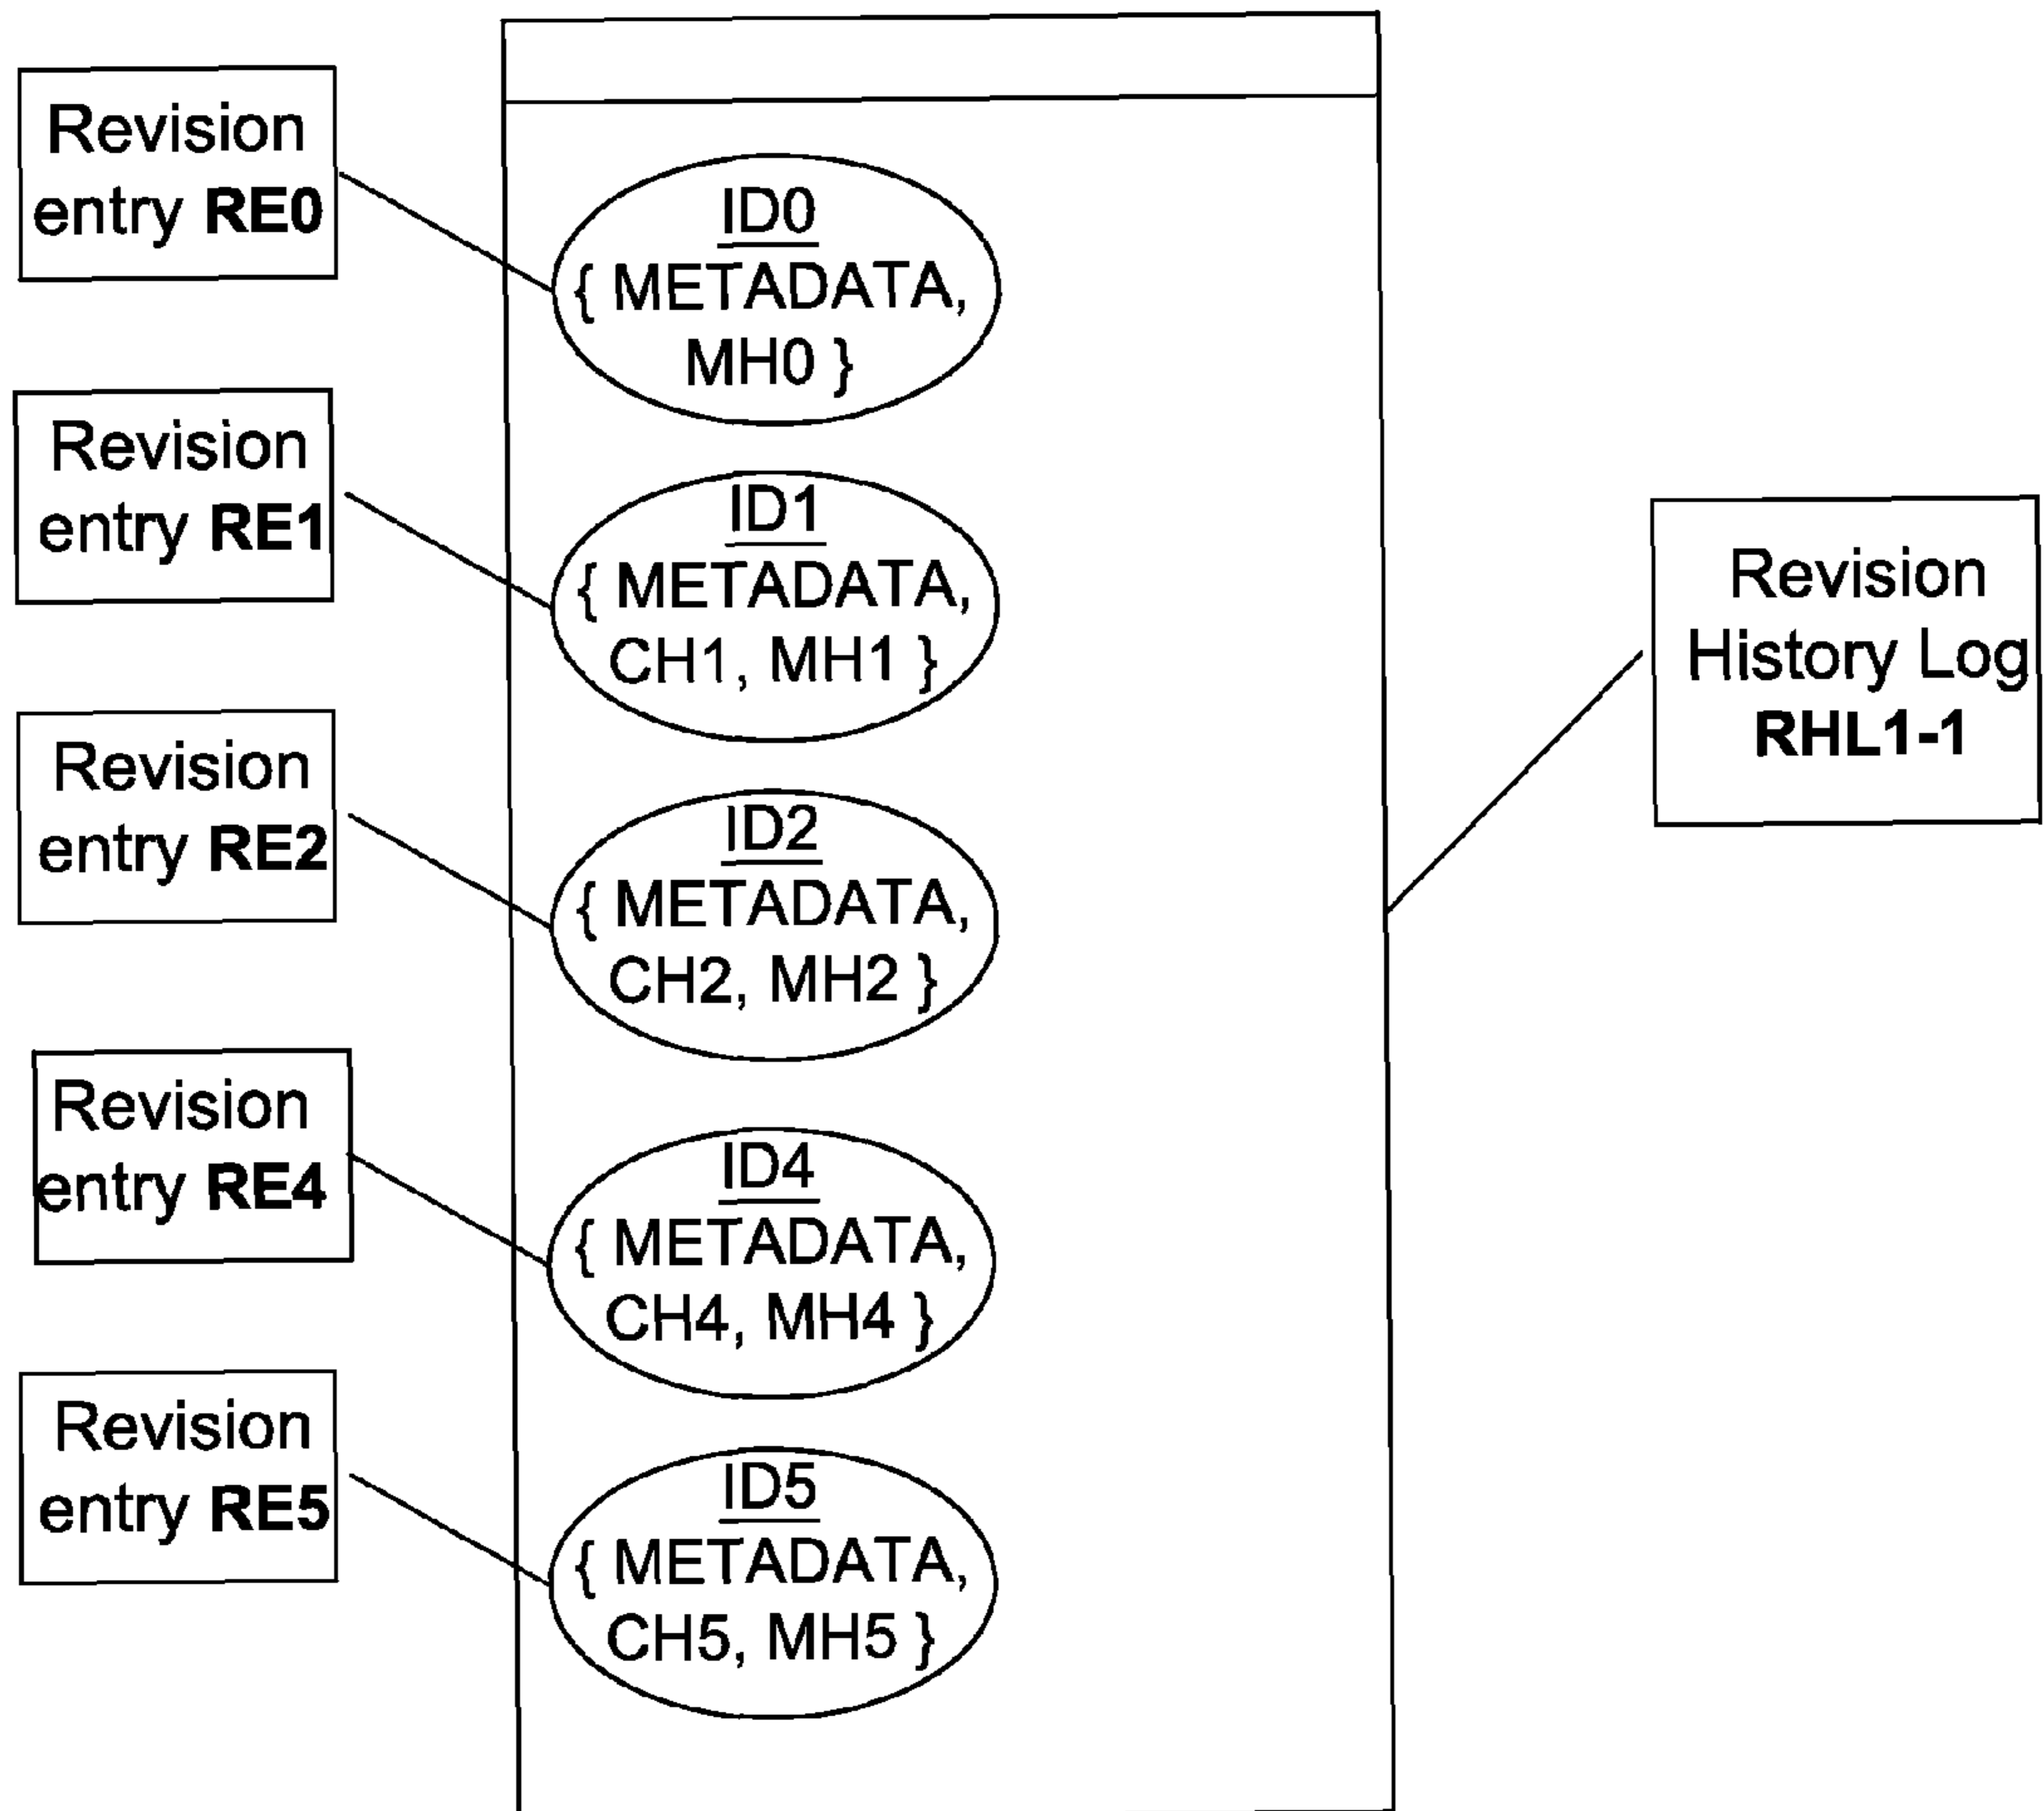 Revision
entry RE0
ID0
{ METADATA,
MH0 }
Revision
entry RE1
ID1
{ METADATA,
CH1, MH1 }
Revision
History Log
RHL1-1
Revision
entry RE2
ID2
{ METADATA,
CH2, MH2 }
Revision
entry RE4
ID4
{ METADATA,
CH4, MH4 }
Revision
entry RE5
ID5
{ METADATA,
CH5, MH5 }